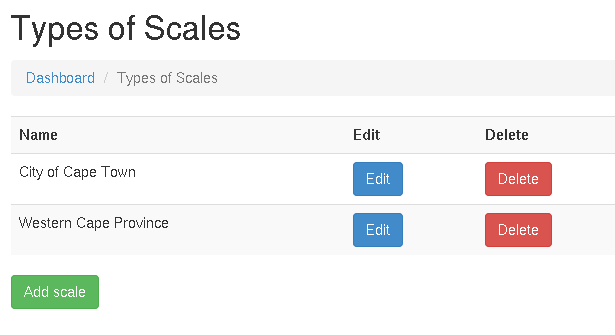 Types of Scales
Dashboard / Types of Scales
Name Edit Delete
City of Cape Town Edit Delete
Western Cape Province Edit Delete
Add scale